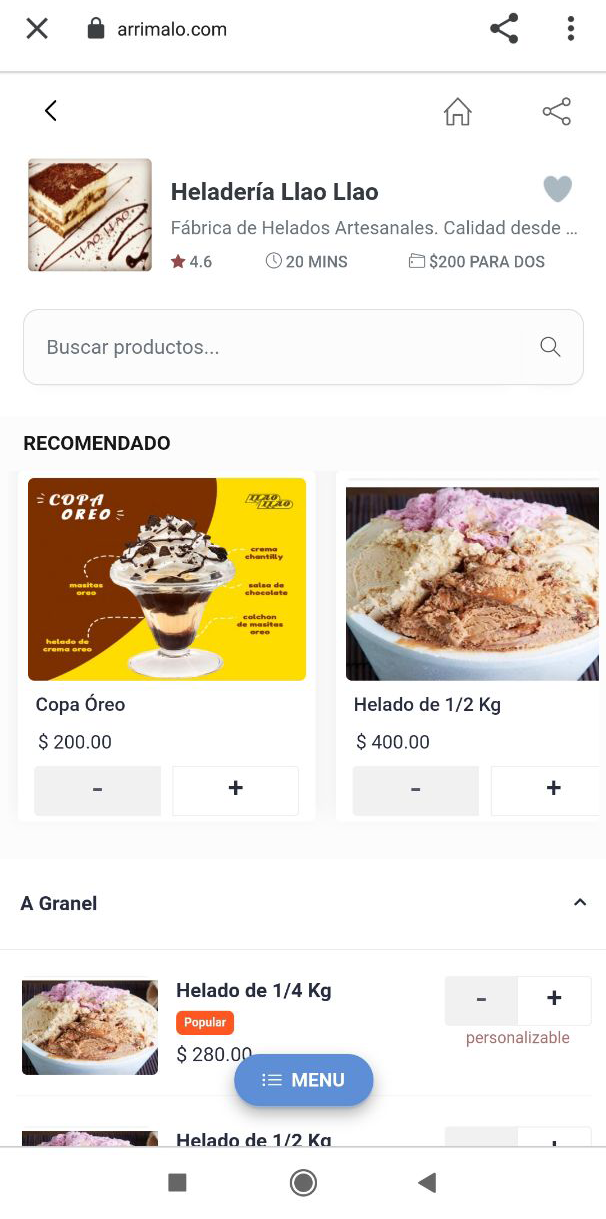 arrimalo.com
Heladería Llao Llao
Fábrica de Helados Artesanales. Calidad desde ...
4.6
20 MINS
$200 PARA DOS
LLAO LLAO
Buscar productos...
RECOMENDADO
COPA
OREO
LLAO
LLAO
crema
chantilly
masitas
oreo
salsa de
chocolate
colchon
de masitas
oreo
helado de
crema oreo
Copa Óreo
$ 200.00
- +
Helado de 1/2 Kg
$ 400.00
- +
A Granel
Helado de 1/4 Kg
Popular
$ 280.00
- +
personalizable
MENU
Helado de 1/2 Kg